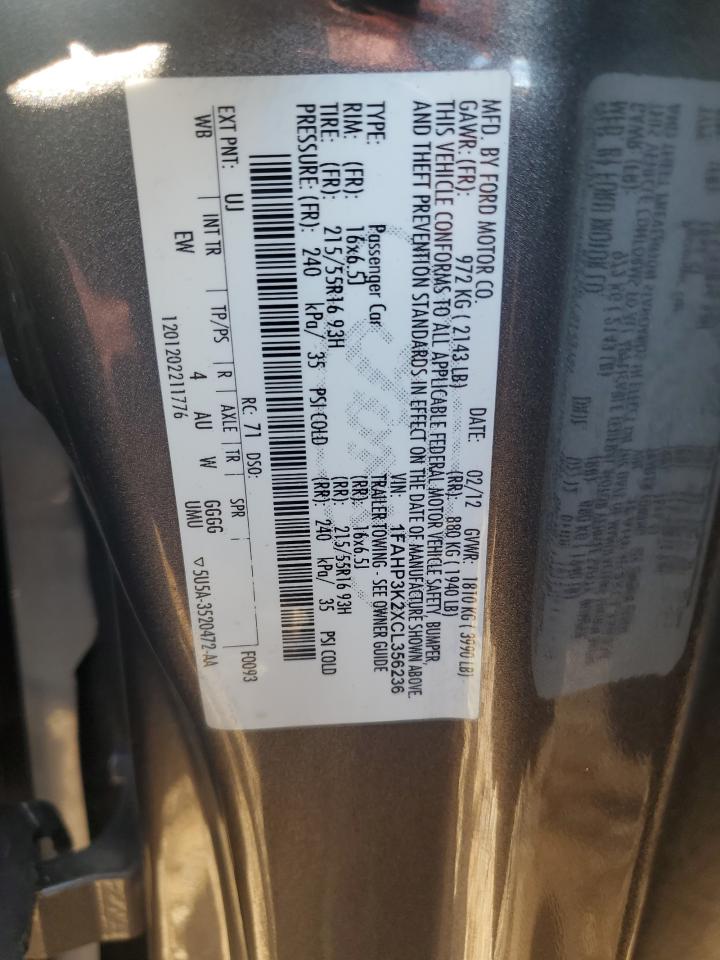 MFD. BY FORD MOTOR CO.
DATE: 02/12 GVWR: 1810 KG ( 3990 LB)
GAWR: (FR): 972 KG ( 2143 LB) (RR): 880 KG ( 1940 LB)
THIS VEHICLE CONFORMS TO ALL APPLICABLE FEDERAL MOTOR VEHICLE SAFETY, BUMPER,
AND THEFT PREVENTION STANDARDS IN EFFECT ON THE DATE OF MANUFACTURE SHOWN ABOVE.
VIN: 1FAHP3K2XCL356236
TYPE: Passenger Car TRAILER TOWING - SEE OWNER GUIDE
RIM: (FR): 16x6.5J (RR): 16x6.5J
TIRE: (FR): 215/55R16 93H (RR): 215/55R16 93H
PRESSURE: (FR): 240 kPa/ 35 PSI COLD (RR): 240 kPa/ 35 PSI COLD
F0093
EXT PNT: UJ RC: 71 DSO:
WB INT TR TP/PS R AXLE TR SPR
EW 4 AU W GGGG
UMU
1201202211776 ▽5U5A-3520472-AA